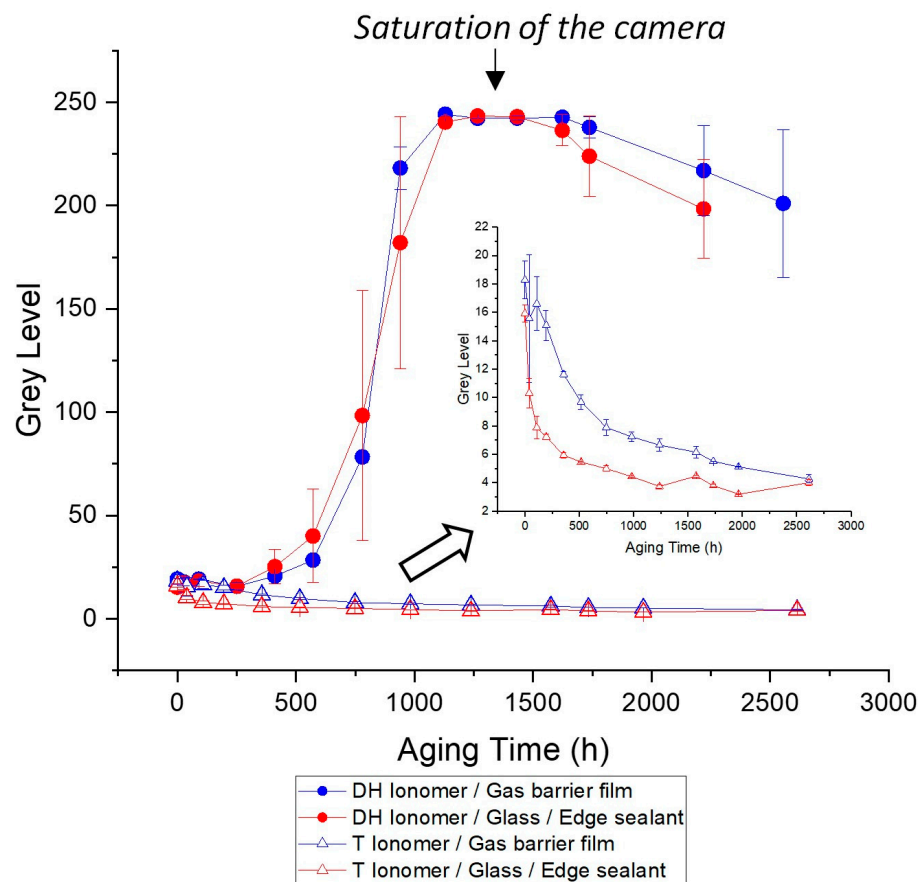 Saturation of the camera
250
200
150
100
50
0
Grey Level
0 500 1000 1500 2000 2500 3000
Aging Time (h)
22
20
18
16
14
12
10
8
6
4
2
Grey Level
0 500 1000 1500 2000 2500 3000
Aging Time (h)
DH Ionomer / Gas barrier film
DH Ionomer / Glass / Edge sealant
T Ionomer / Gas barrier film
T Ionomer / Glass / Edge sealant